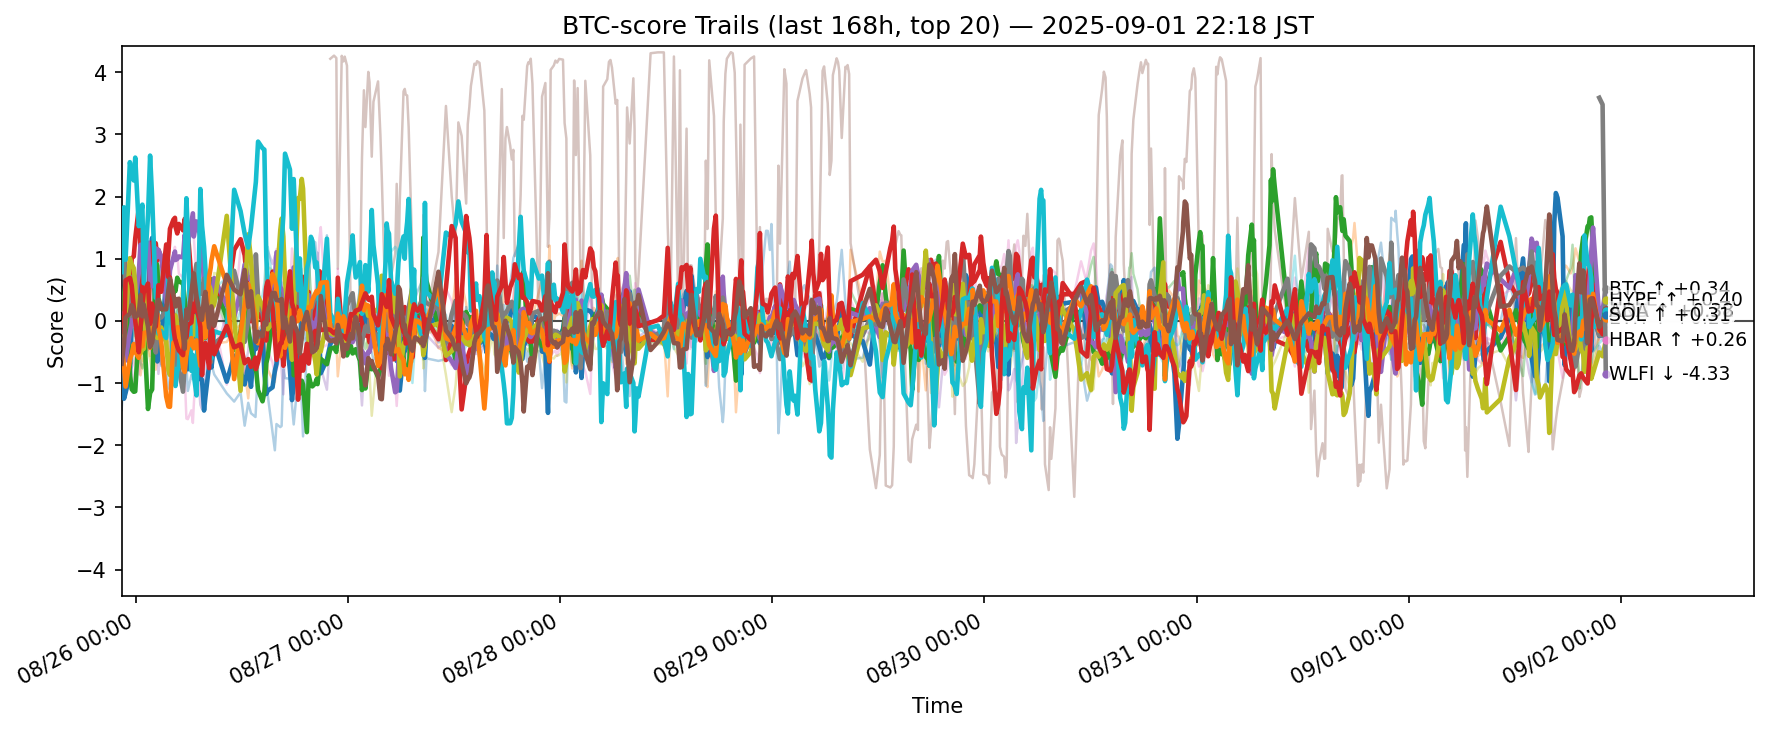 BTC-score Trails (last 168h, top 20) — 2025-09-01 22:18 JST
Score (z)
4
3
2
1
0
−1
−2
−3
−4
BTC ↑ +0.34
HYPE ↑ +0.40
SOL ↑ +0.31
HBAR ↑ +0.26
WLFI ↓ -4.33
08/26 00:00
08/27 00:00
08/28 00:00
08/29 00:00
08/30 00:00
08/31 00:00
09/01 00:00
09/02 00:00
Time